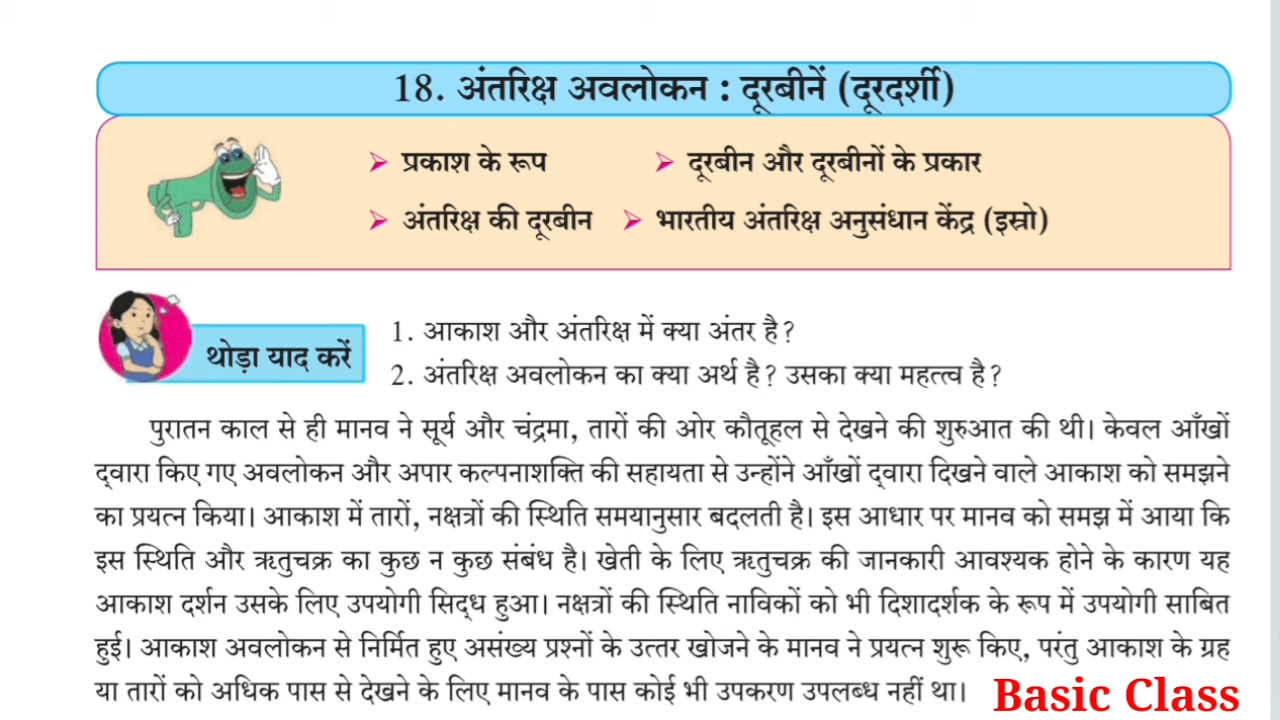 18. अंतरिक्ष अवलोकन : दूरबीनें (दूरदर्शी)
➢ प्रकाश के रूप ➢ दूरबीन और दूरबीनों के प्रकार
➢ अंतरिक्ष की दूरबीन ➢ भारतीय अंतरिक्ष अनुसंधान केंद्र (इस्रो)
थोड़ा याद करें
1. आकाश और अंतरिक्ष में क्या अंतर है?
2. अंतरिक्ष अवलोकन का क्या अर्थ है? उसका क्या महत्त्व है?
पुरातन काल से ही मानव ने सूर्य और चंद्रमा, तारों की ओर कौतूहल से देखने की शुरुआत की थी। केवल आँखों
द्‌वारा किए गए अवलोकन और अपार कल्पनाशक्ति की सहायता से उन्होंने आँखों द्‌वारा दिखने वाले आकाश को समझने
का प्रयत्न किया। आकाश में तारों, नक्षत्रों की स्थिति समयानुसार बदलती है। इस आधार पर मानव को समझ में आया कि
इस स्थिति और ऋतुचक्र का कुछ न कुछ संबंध है। खेती के लिए ऋतुचक्र की जानकारी आवश्यक होने के कारण यह
आकाश दर्शन उसके लिए उपयोगी सिद्‌ध हुआ। नक्षत्रों की स्थिति नाविकों को भी दिशादर्शक के रूप में उपयोगी साबित
हुई। आकाश अवलोकन से निर्मित हुए असंख्य प्रश्नों के उत्तर खोजने के मानव ने प्रयत्न शुरू किए, परंतु आकाश के ग्रह
या तारों को अधिक पास से देखने के लिए मानव के पास कोई भी उपकरण उपलब्ध नहीं था।
Basic Class